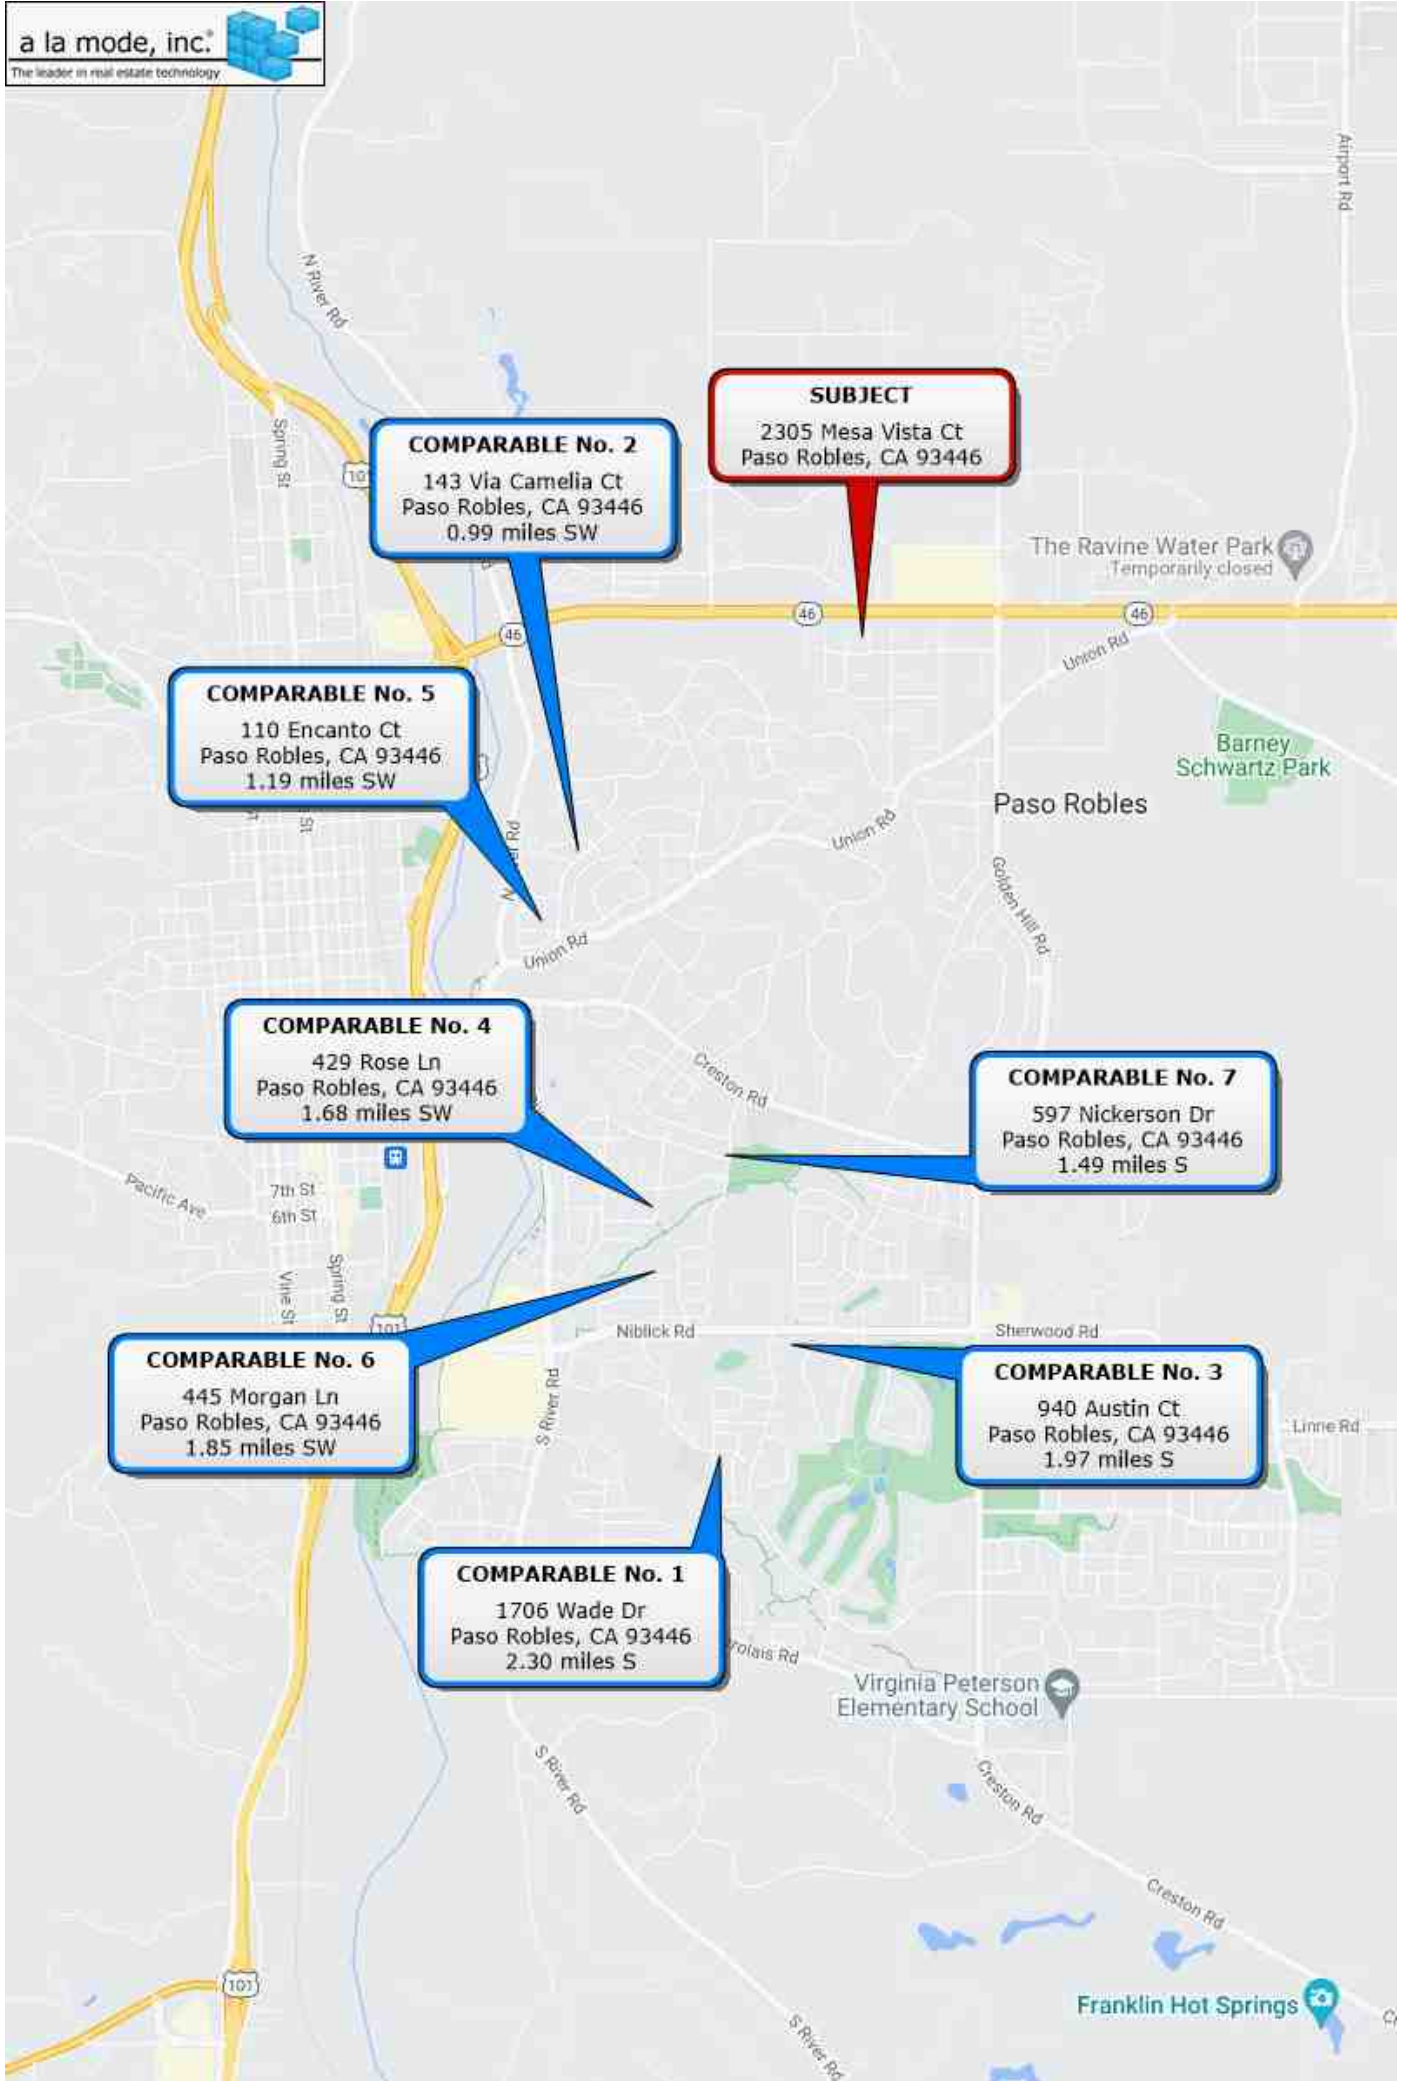 a la mode, inc.®
The leader in real estate technology
Airport Rd
N River Rd
SUBJECT
2305 Mesa Vista Ct
Paso Robles, CA 93446
Spring St
COMPARABLE No. 2
143 Via Camelia Ct
Paso Robles, CA 93446
0.99 miles SW
The Ravine Water Park
Temporarily closed
46
46
46
Union Rd
COMPARABLE No. 5
110 Encanto Ct
Paso Robles, CA 93446
1.19 miles SW
Barney
Schwartz Park
Paso Robles
St
Union Rd
N
Rd
Golden Hill Rd
Union Rd
COMPARABLE No. 4
429 Rose Ln
Paso Robles, CA 93446
1.68 miles SW
Creston Rd
COMPARABLE No. 7
597 Nickerson Dr
Paso Robles, CA 93446
1.49 miles S
Pacific Ave
7th St
6th St
Vine St
Spring St
101
Niblick Rd
Sherwood Rd
COMPARABLE No. 6
445 Morgan Ln
Paso Robles, CA 93446
1.85 miles SW
S River Rd
COMPARABLE No. 3
940 Austin Ct
Paso Robles, CA 93446
1.97 miles S
Linne Rd
COMPARABLE No. 1
1706 Wade Dr
Paso Robles, CA 93446
2.30 miles S
rolais Rd
Virginia Peterson
Elementary School
S River Rd
Creston Rd
Creston Rd
101
Franklin Hot Springs
S River Rd